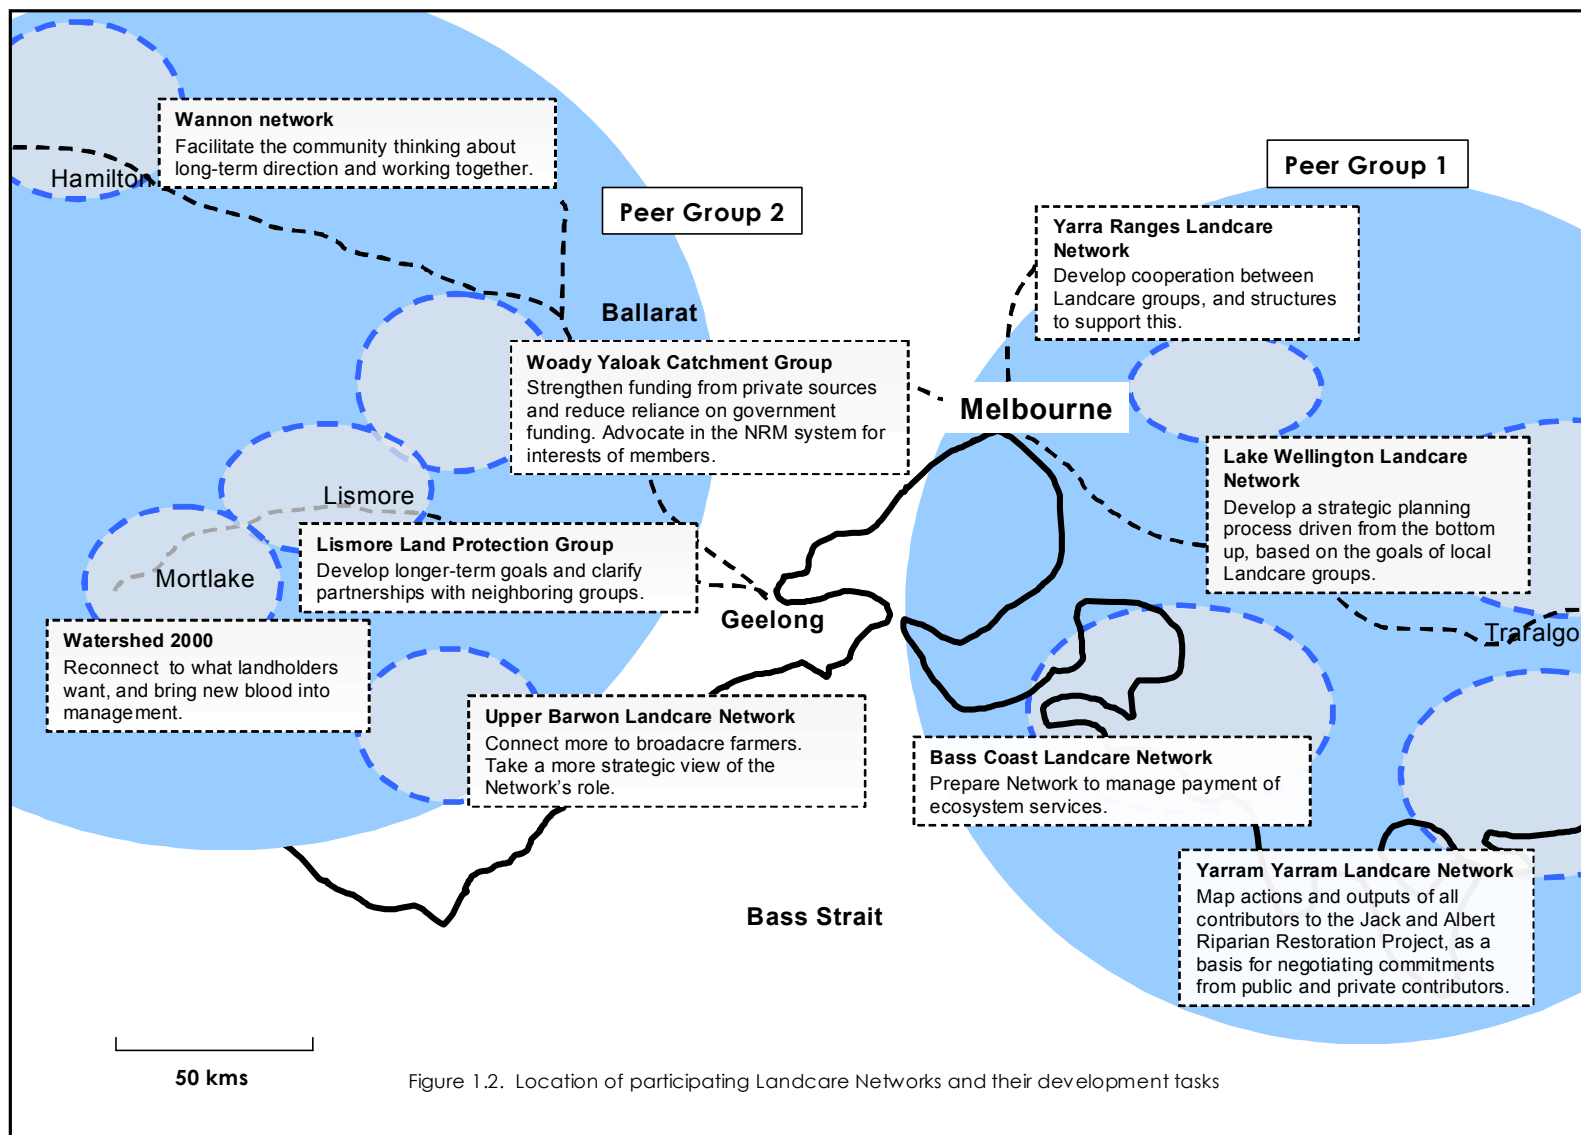 Wannon network
Facilitate the community thinking about
long-term direction and working together.
Hamilton
Peer Group 2
Peer Group 1
Yarra Ranges Landcare
Network
Develop cooperation between
Landcare groups, and structures
to support this.
Ballarat
Woady Yaloak Catchment Group
Strengthen funding from private sources
and reduce reliance on government
funding. Advocate in the NRM system for
interests of members.
Melbourne
Lake Wellington Landcare
Network
Develop a strategic planning
process driven from the bottom
up, based on the goals of local
Landcare groups.
Lismore
Lismore Land Protection Group
Develop longer-term goals and clarify
partnerships with neighboring groups.
Mortlake
Geelong
Traralgo
Watershed 2000
Reconnect to what landholders
want, and bring new blood into
management.
Upper Barwon Landcare Network
Connect more to broadacre farmers.
Take a more strategic view of the
Network's role.
Bass Coast Landcare Network
Prepare Network to manage payment of
ecosystem services.
Yarram Yarram Landcare Network
Map actions and outputs of all
contributors to the Jack and Albert
Riparian Restoration Project, as a
basis for negotiating commitments
from public and private contributors.
Bass Strait
50 kms
Figure 1.2. Location of participating Landcare Networks and their development tasks